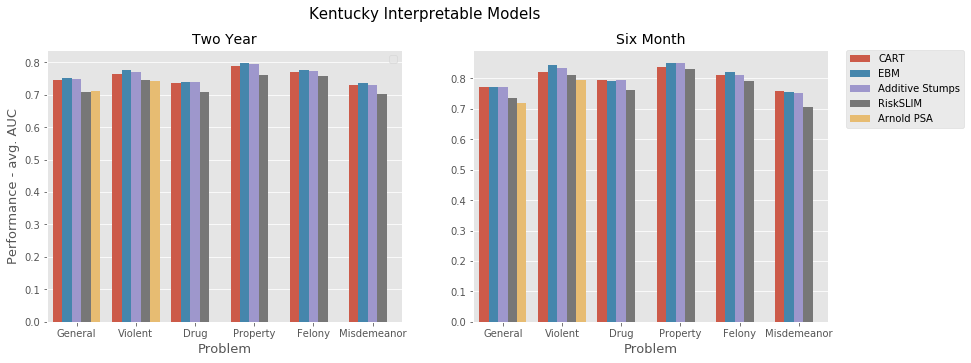 Kentucky Interpretable Models
Two Year
Performance - avg. AUC
0.8
0.7
0.6
0.5
0.4
0.3
0.2
0.1
0.0
General Violent Drug Property Felony Misdemeanor
Problem
Six Month
0.8
0.7
0.6
0.5
0.4
0.3
0.2
0.1
0.0
General Violent Drug Property Felony Misdemeanor
Problem
CART
EBM
Additive Stumps
RiskSLIM
Arnold PSA